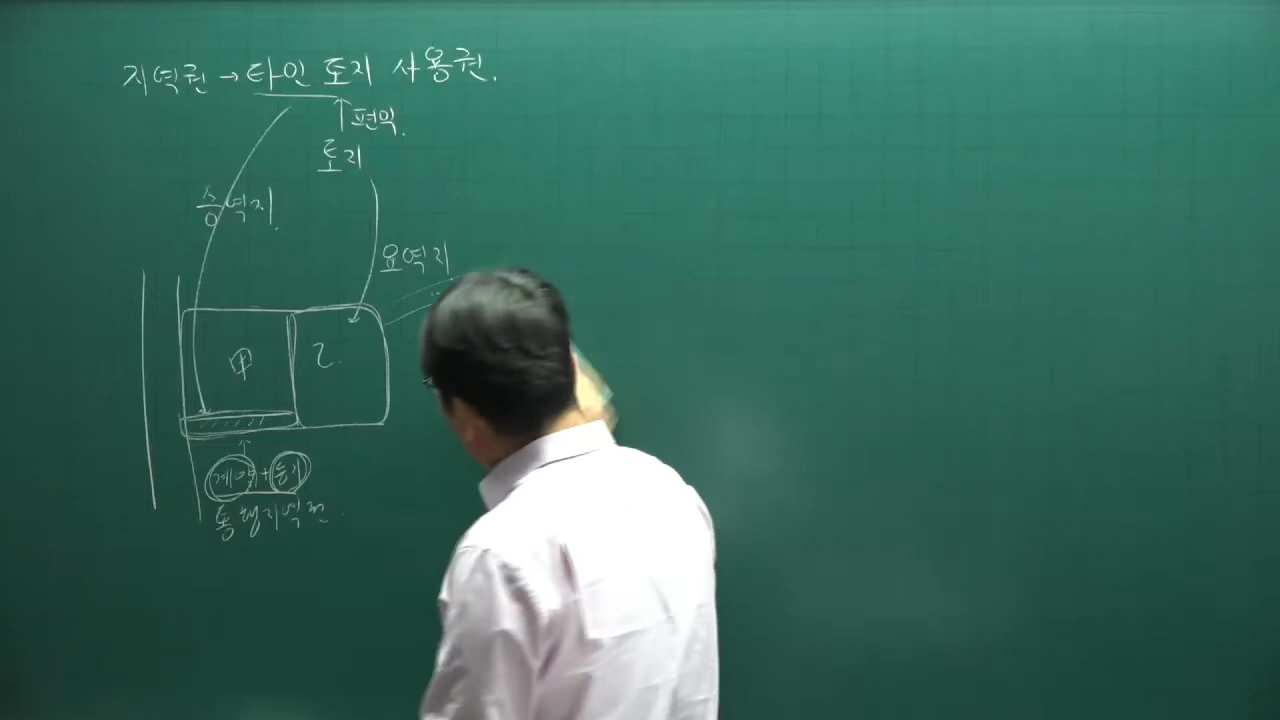 지역권 → 타인 토지 사용권.
↑편익.
토지
승역지.
요역지
甲
乙.
계약+등기
통행지역권.